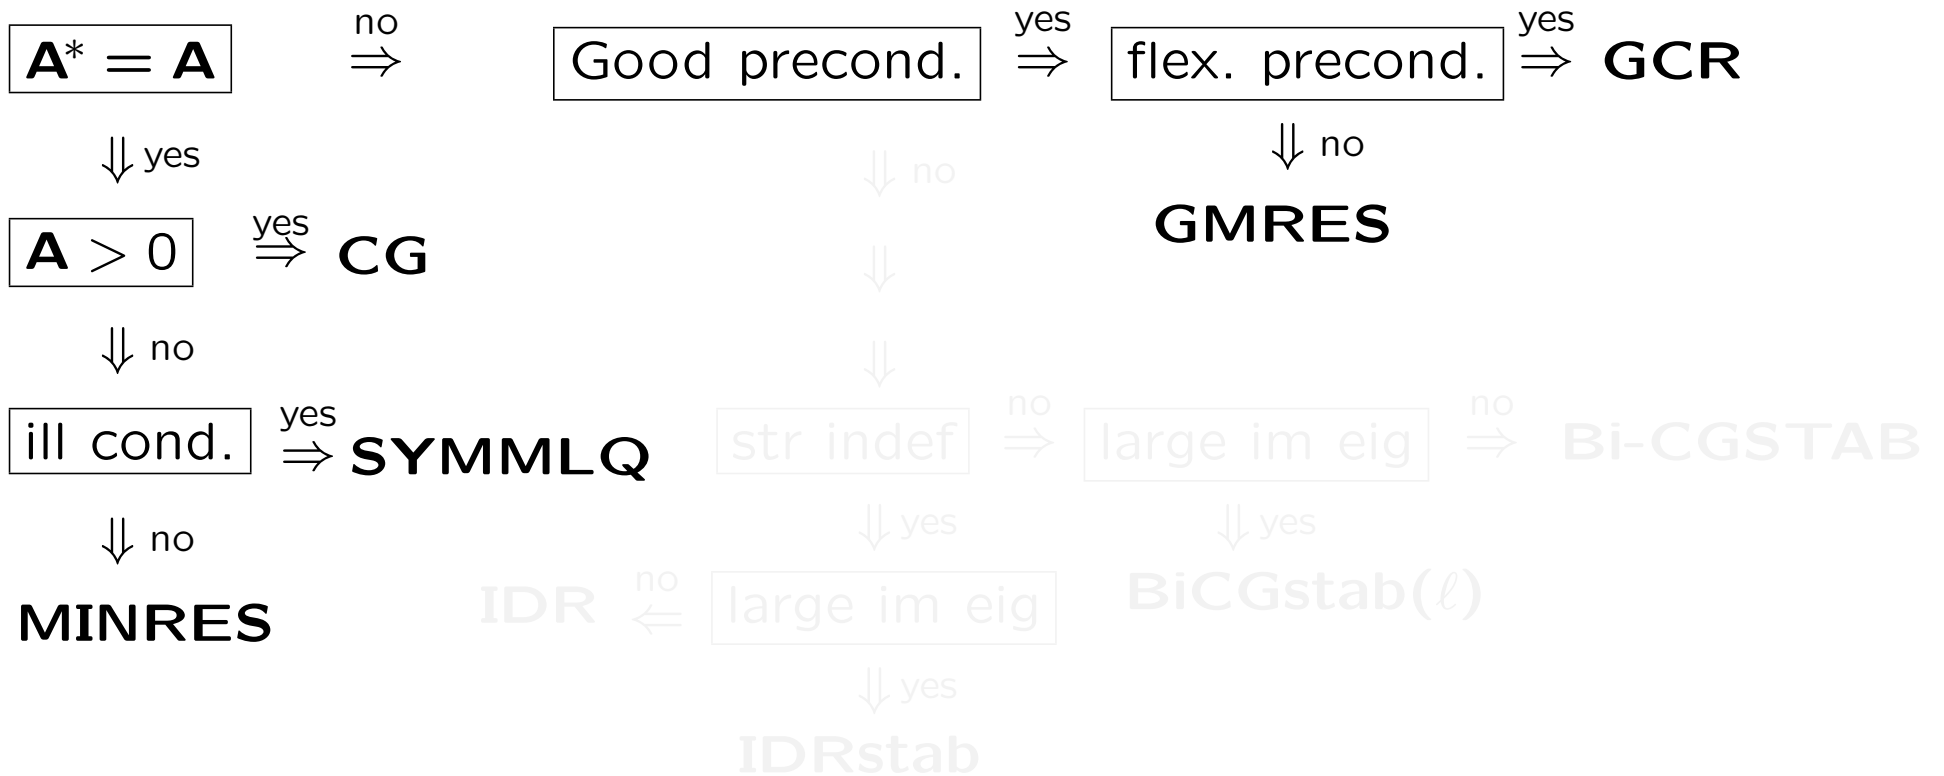 no yes yes
A* = A ⇒ Good precond. ⇒ flex. precond. ⇒ GCR
⇓ yes ⇓ no ⇓ no
GMRES
A > 0 yes ⇒ CG ⇓
⇓ no ⇓
ill cond. yes ⇒ SYMMLQ str indef no ⇒ large im eig no ⇒ Bi-CGSTAB
⇓ no ⇓ yes ⇓ yes
MINRES IDR no ⇐ large im eig BiCGstab(ℓ)
⇓ yes
IDRstab